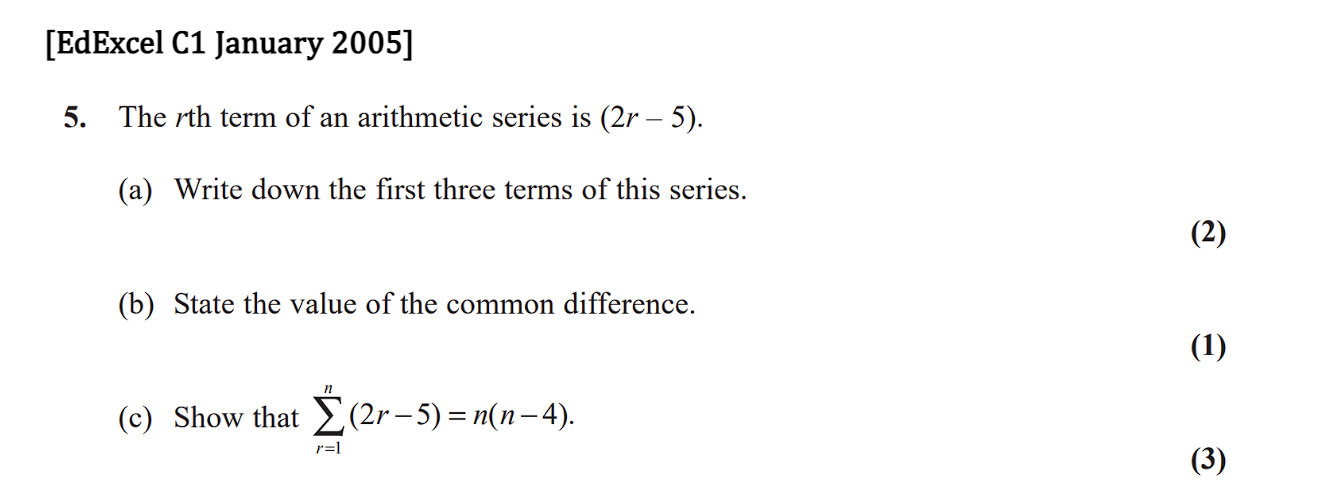 [EdExcel C1 January 2005]
5. The rth term of an arithmetic series is (2r – 5).
(a) Write down the first three terms of this series.
(2)
(b) State the value of the common difference.
(1)
(c) Show that $\sum_{r=1}^{n}(2r-5)=n(n-4)$.
(3)